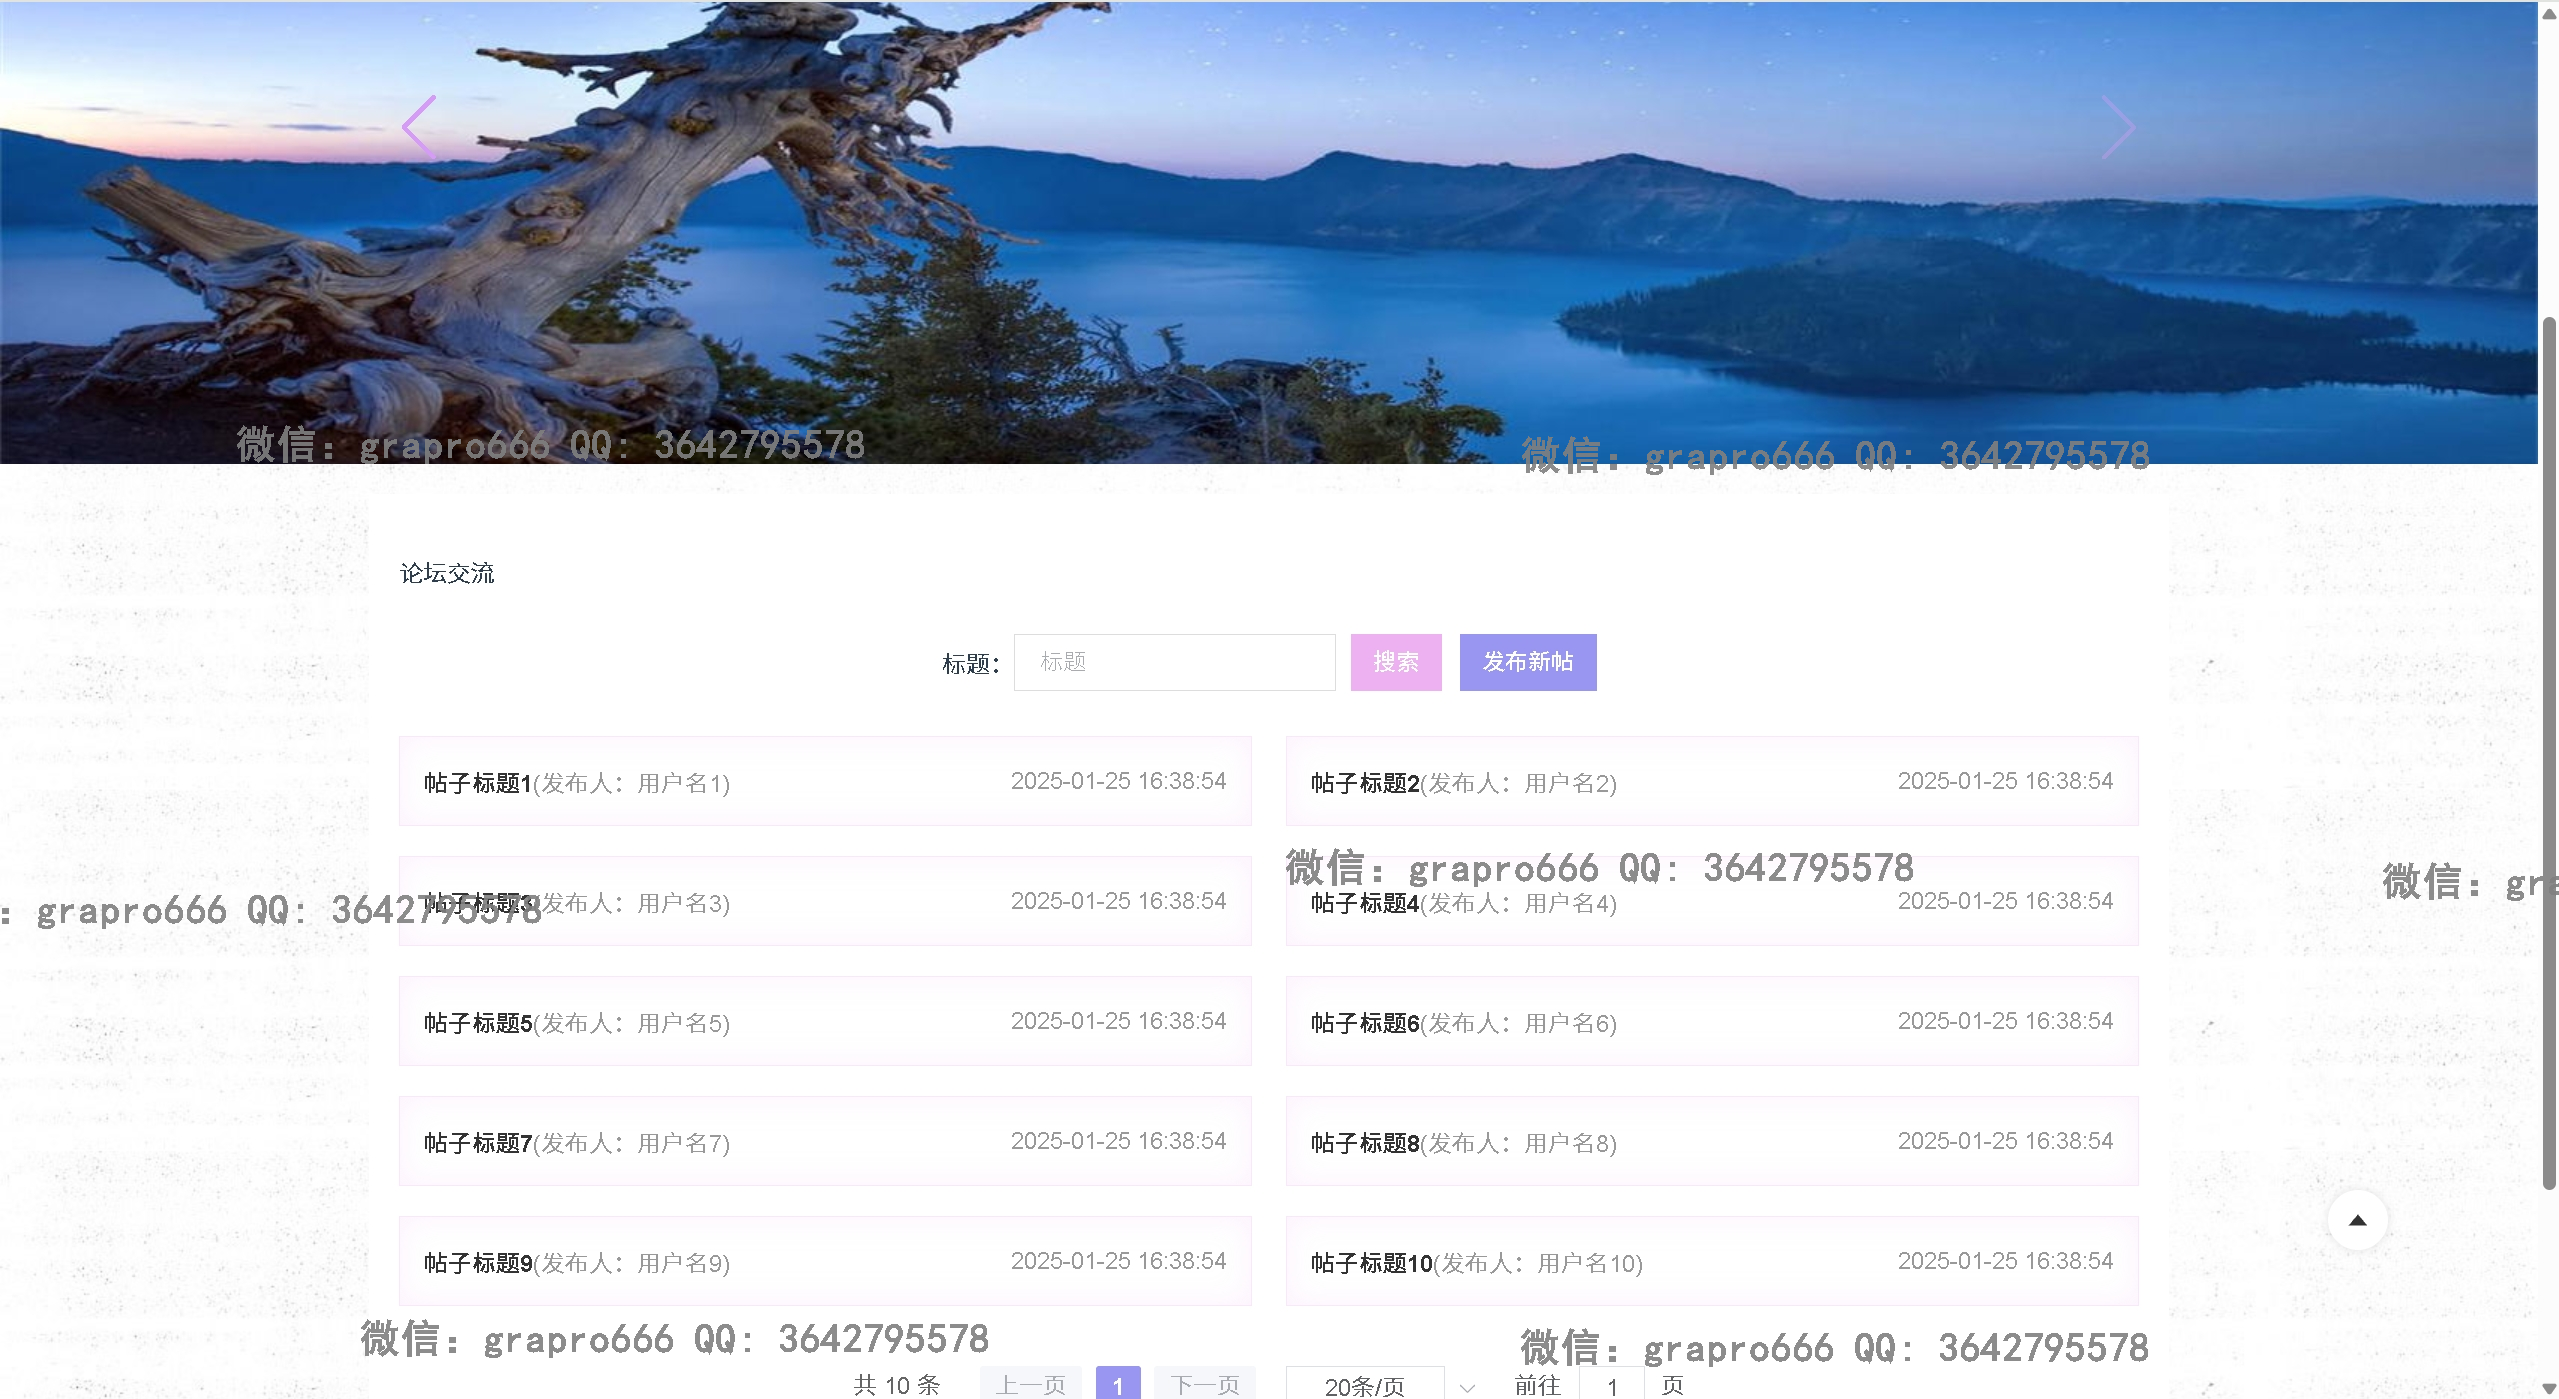 微信：grapro666 QQ: 3642795578
微信：grapro666 QQ: 3642795578
论坛交流
标题：
标题
搜索
发布新帖
帖子标题1(发布人：用户名1)
2025-01-25 16:38:54
帖子标题2(发布人：用户名2)
2025-01-25 16:38:54
微信：grapro666 QQ: 3642795578
微信：gra
帖子标题3(发布人：用户名3)
2025-01-25 16:38:54
帖子标题4(发布人：用户名4)
2025-01-25 16:38:54
：grapro666 QQ: 3642795578
帖子标题5(发布人：用户名5)
2025-01-25 16:38:54
帖子标题6(发布人：用户名6)
2025-01-25 16:38:54
帖子标题7(发布人：用户名7)
2025-01-25 16:38:54
帖子标题8(发布人：用户名8)
2025-01-25 16:38:54
帖子标题9(发布人：用户名9)
2025-01-25 16:38:54
帖子标题10(发布人：用户名10)
2025-01-25 16:38:54
微信：grapro666 QQ: 3642795578
微信：grapro666 QQ: 3642795578
共 10 条
上一页
1
下一页
20条/页
前往
1
页